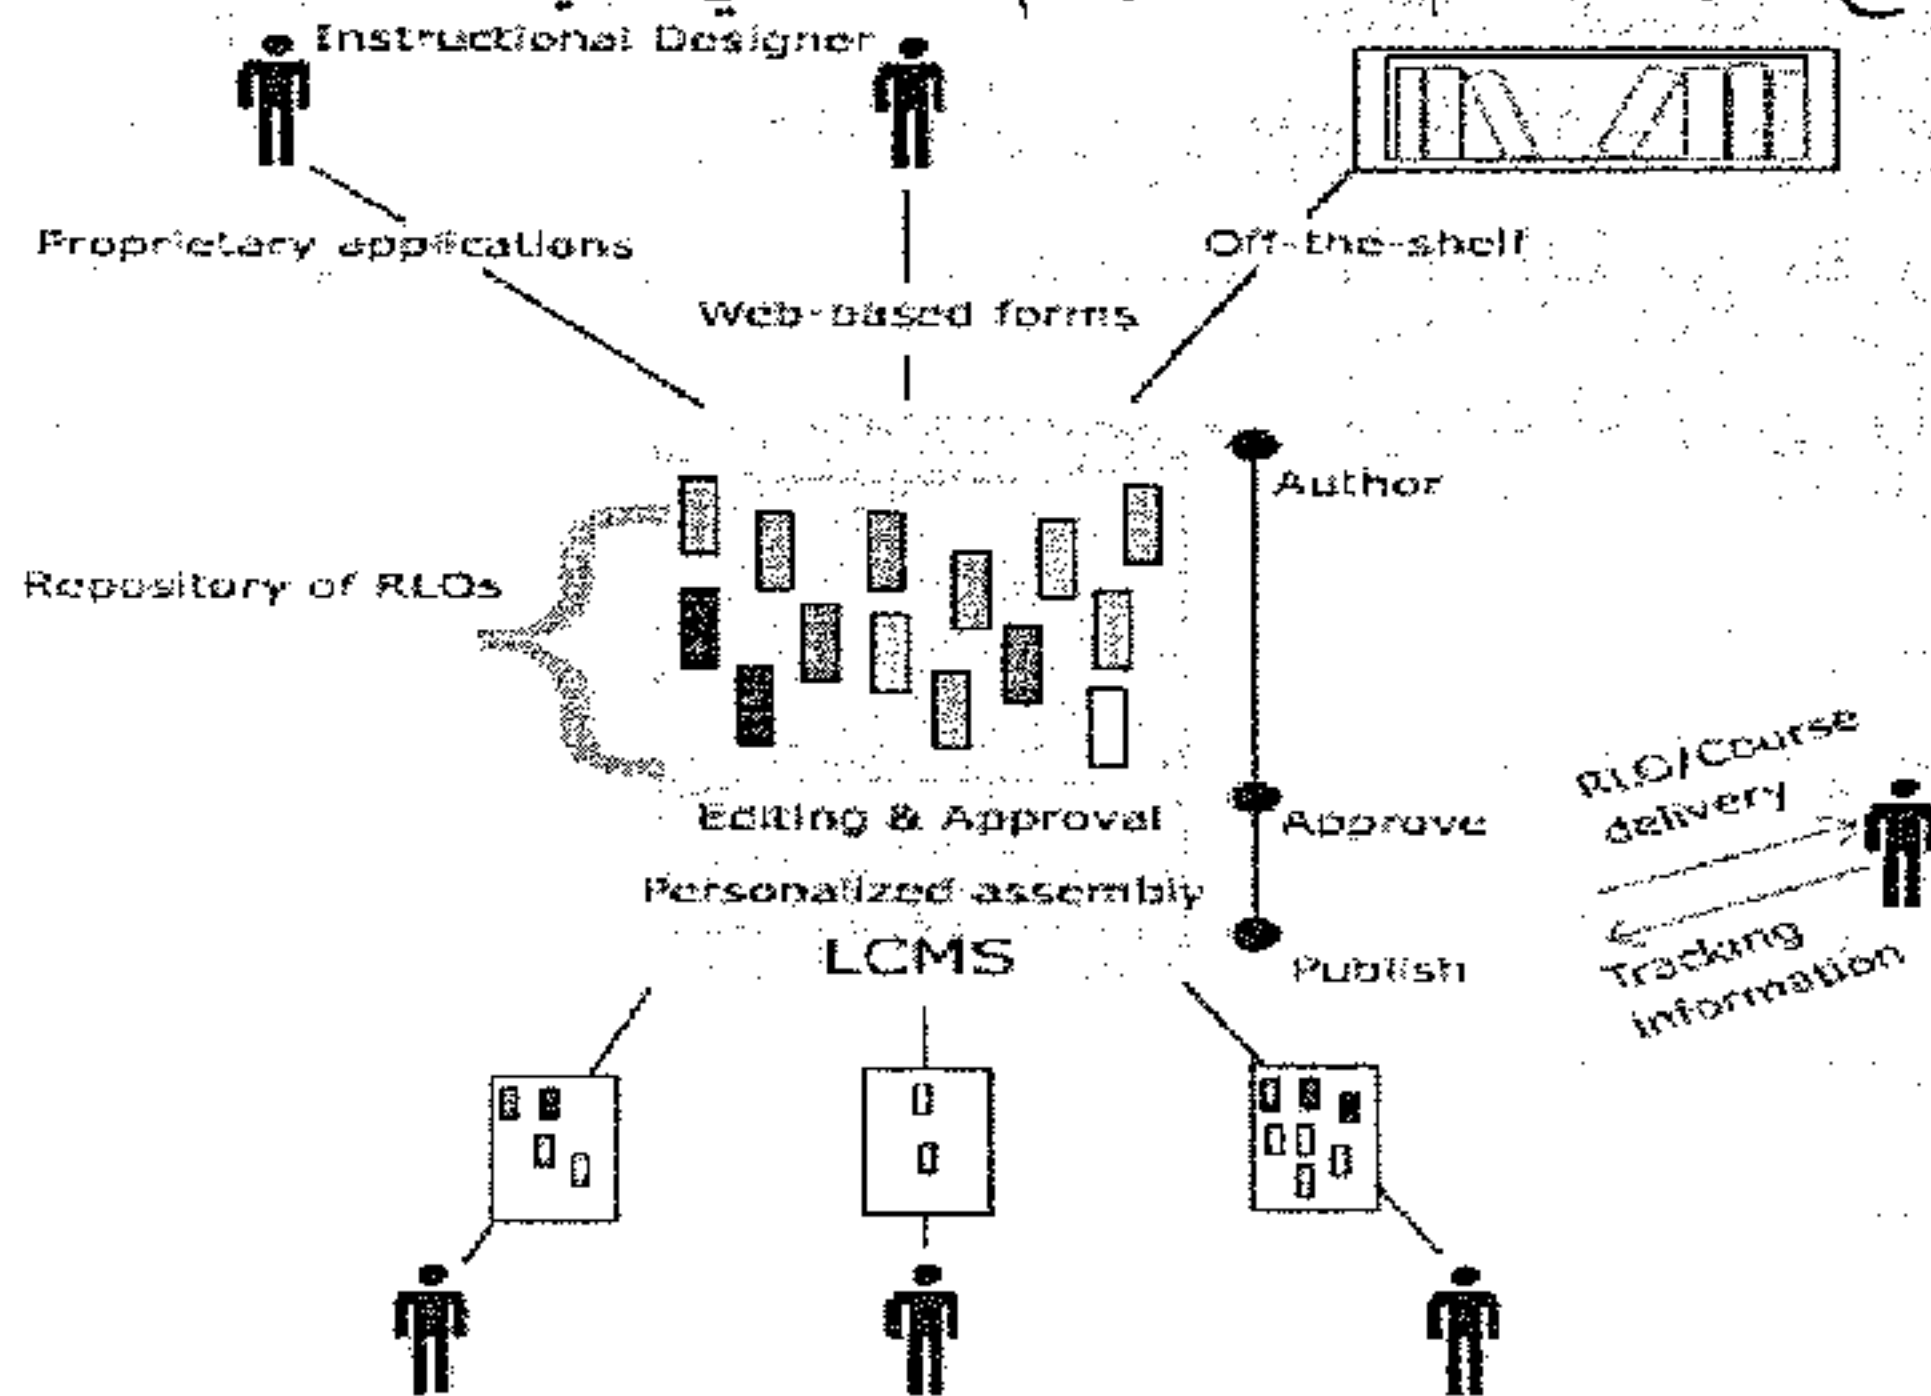 Instructional Designer
Proprietary applications
Off-the-shelf
Web-based forms
Author
Repository of RLOs
RLO/Course
delivery
Editing & Approval
Approve
Personalized assembly
LCMS
Publish
Tracking
information